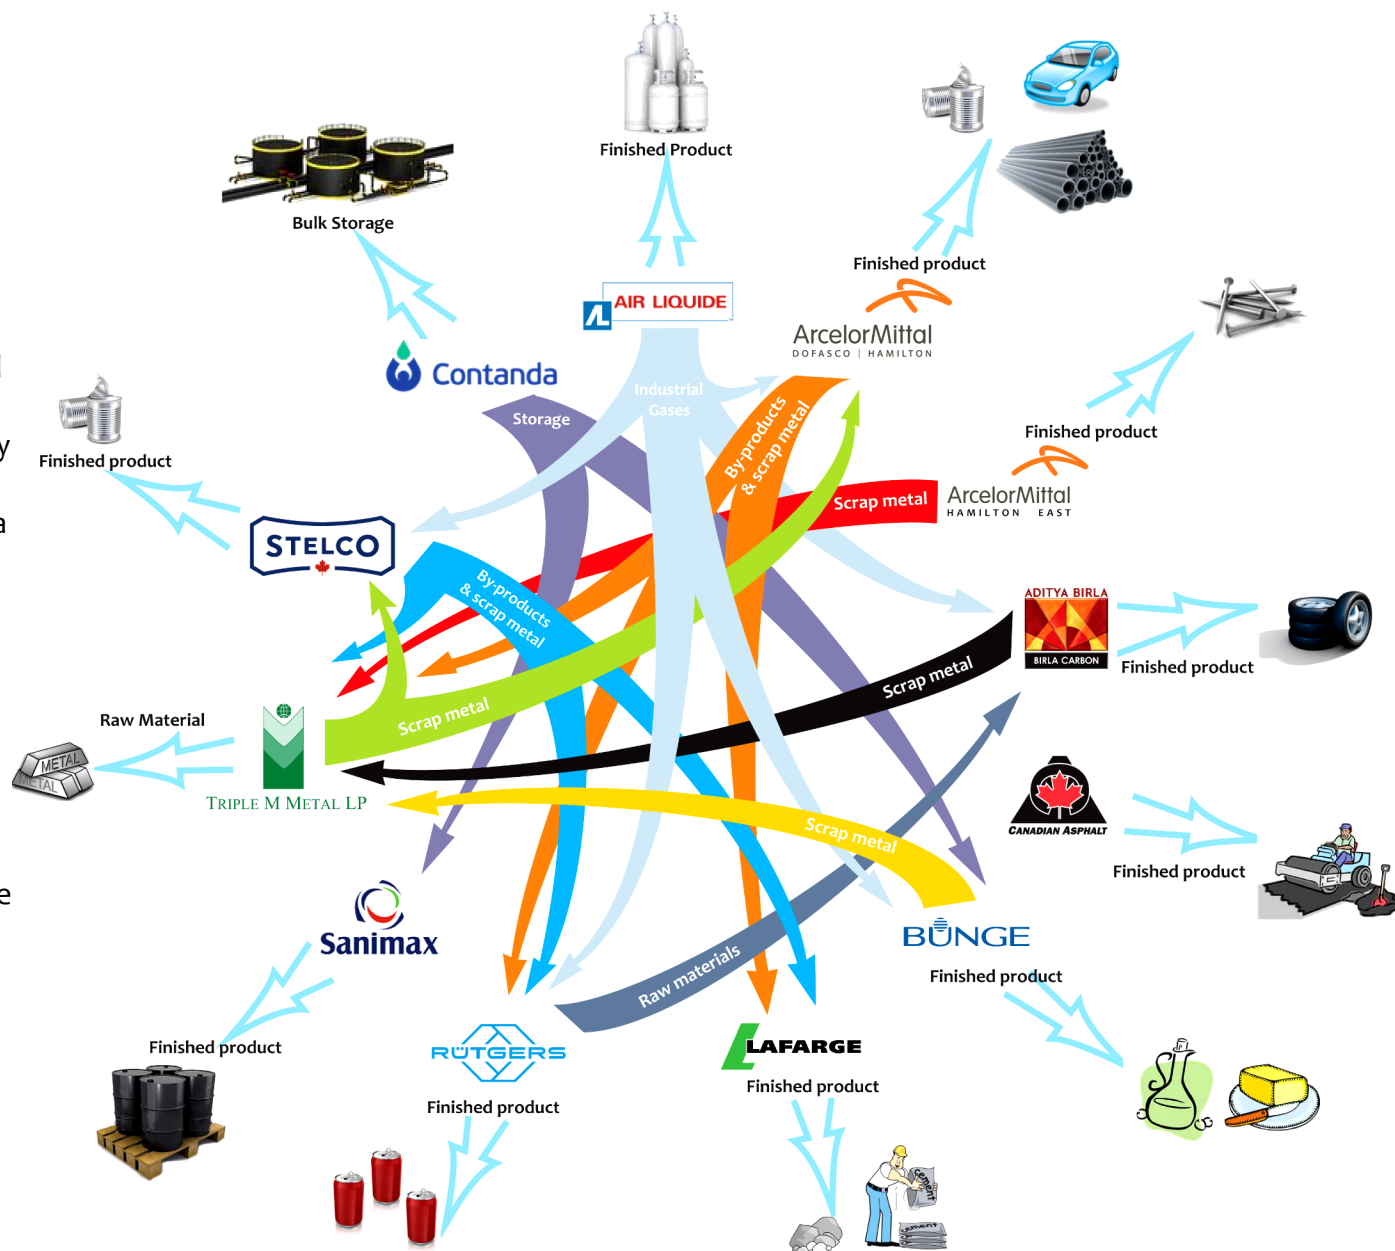 Finished Product
Bulk Storage
Finished product
AIR LIQUIDE
ArcelorMittal
DOFASCO | HAMILTON
Contanda
Industrial
Gases
Storage
By-products
& scrap metal
y
Finished product
Finished product
Scrap metal
ArcelorMittal
HAMILTON EAST
a
STELCO
By-products
& scrap metal
ADITYA BIRLA
BIRLA CARBON
Finished product
Scrap metal
Scrap metal
Raw Material
METAL
METAL
TRIPLE M METAL LP
CANADIAN ASPHALT
Scrap metal
Finished product
e
Sanimax
BUNGE
Raw materials
Finished product
Finished product
RÜTGERS
LAFARGE
Finished product
Finished product
cement
cement